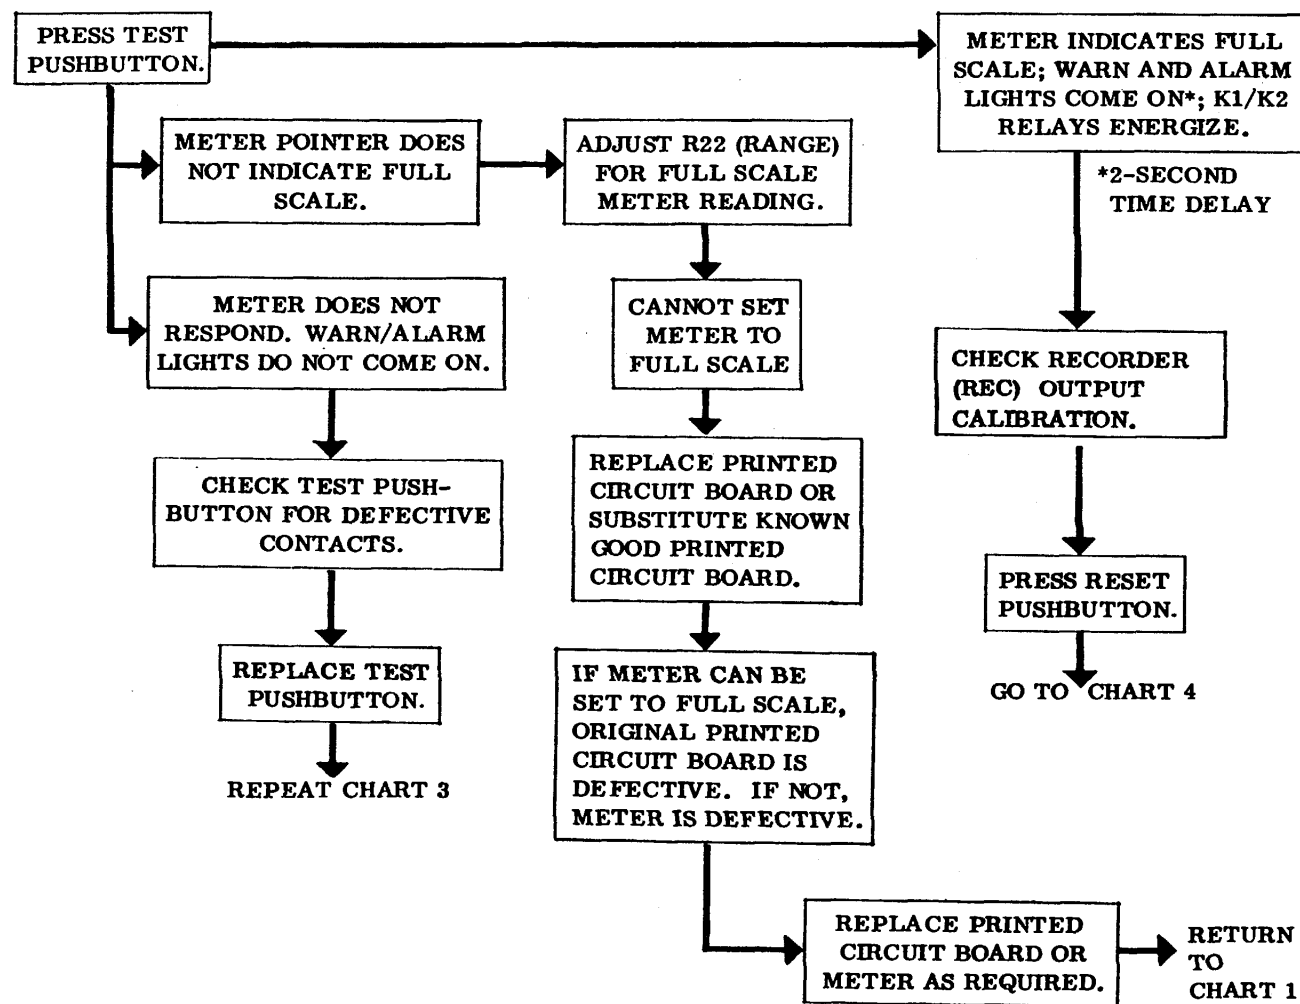 PRESS TEST
PUSHBUTTON.
METER INDICATES FULL
SCALE; WARN AND ALARM
LIGHTS COME ON*; K1/K2
RELAYS ENERGIZE.
*2-SECOND
TIME DELAY
METER POINTER DOES
NOT INDICATE FULL
SCALE.
ADJUST R22 (RANGE)
FOR FULL SCALE
METER READING.
METER DOES NOT
RESPOND. WARN/ALARM
LIGHTS DO NOT COME ON.
CANNOT SET
METER TO
FULL SCALE
CHECK RECORDER
(REC) OUTPUT
CALIBRATION.
CHECK TEST PUSH-
BUTTON FOR DEFECTIVE
CONTACTS.
REPLACE PRINTED
CIRCUIT BOARD OR
SUBSTITUTE KNOWN
GOOD PRINTED
CIRCUIT BOARD.
PRESS RESET
PUSHBUTTON.
GO TO CHART 4
REPLACE TEST
PUSHBUTTON.
REPEAT CHART 3
IF METER CAN BE
SET TO FULL SCALE,
ORIGINAL PRINTED
CIRCUIT BOARD IS
DEFECTIVE. IF NOT,
METER IS DEFECTIVE.
REPLACE PRINTED
CIRCUIT BOARD OR
METER AS REQUIRED.
RETURN
TO
CHART 1